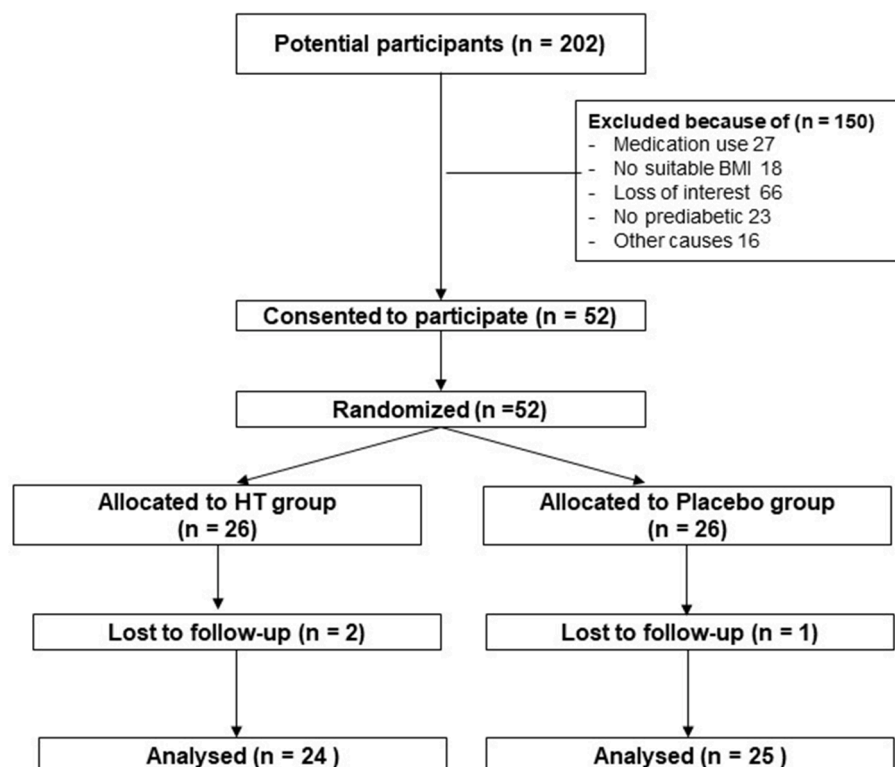 Potential participants (n = 202)
Excluded because of (n = 150)
- Medication use 27
- No suitable BMI 18
- Loss of interest 66
- No prediabetic 23
- Other causes 16
Consented to participate (n = 52)
Randomized (n =52)
Allocated to HT group
(n = 26)
Allocated to Placebo group
(n = 26)
Lost to follow-up (n = 2)
Lost to follow-up (n = 1)
Analysed (n = 24 )
Analysed (n = 25 )